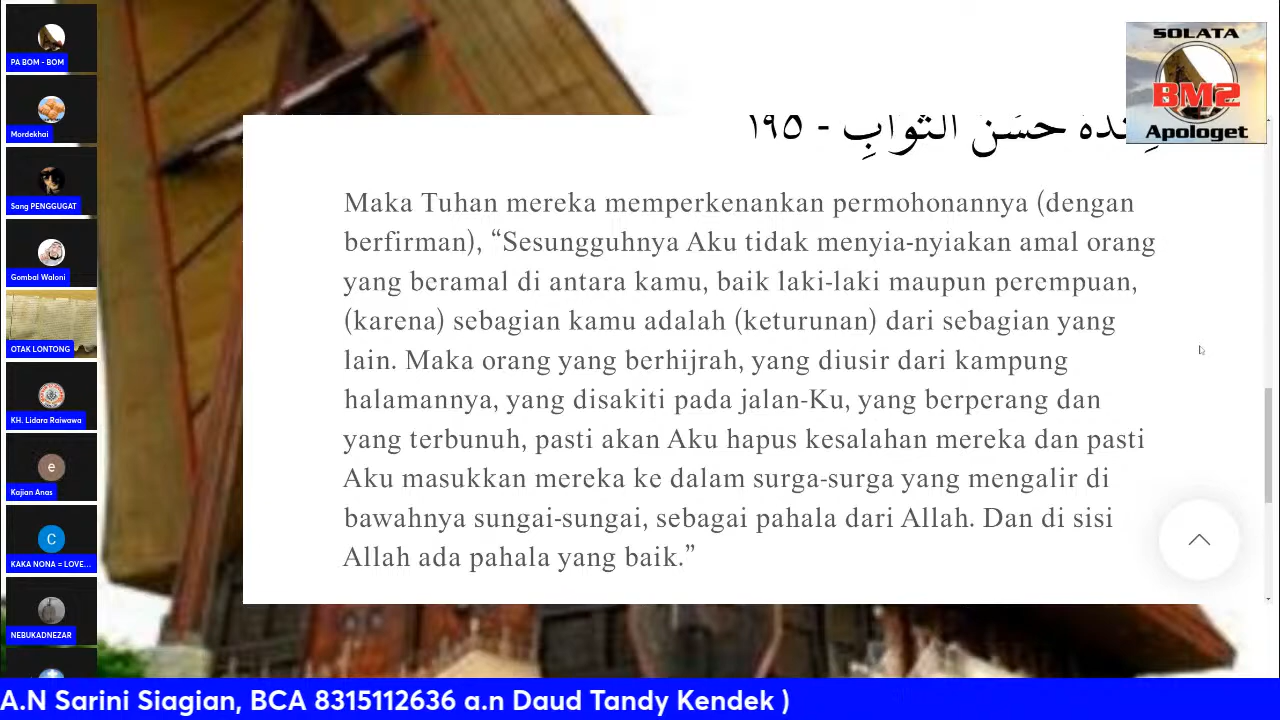 PA BOM - BOM
Mordekhai
Sang PENGGUGAT
Gombal Waloni
OTAK LONTONG
KH. Lidara Raiwawa
e
Kajian Anas
C
KAKA NONA = LOVE...
NEBUKADNEZAR
SOLATA
BM2
Apologet
حُسْنُ الثَّوَابِ - ١٩٥
Maka Tuhan mereka memperkenankan permohonannya (dengan
berfirman), “Sesungguhnya Aku tidak menyia-nyiakan amal orang
yang beramal di antara kamu, baik laki-laki maupun perempuan,
(karena) sebagian kamu adalah (keturunan) dari sebagian yang
lain. Maka orang yang berhijrah, yang diusir dari kampung
halamannya, yang disakiti pada jalan-Ku, yang berperang dan
yang terbunuh, pasti akan Aku hapus kesalahan mereka dan pasti
Aku masukkan mereka ke dalam surga-surga yang mengalir di
bawahnya sungai-sungai, sebagai pahala dari Allah. Dan di sisi
Allah ada pahala yang baik.”
A.N Sarini Siagian, BCA 8315112636 a.n Daud Tandy Kendek )